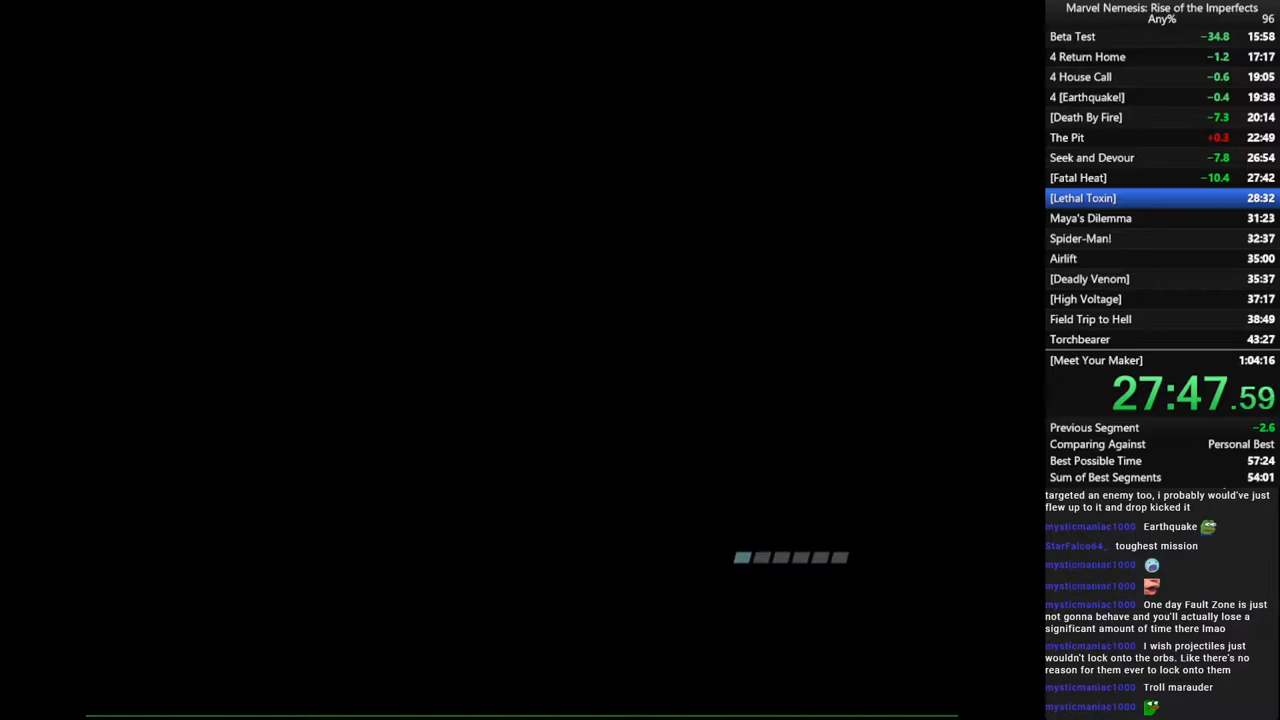 Marvel Nemesis: Rise of the Imperfects
Any% 96
Beta Test −34.8 15:58
4 Return Home −1.2 17:17
4 House Call −0.6 19:05
4 [Earthquake!] −0.4 19:38
[Death By Fire] −7.3 20:14
The Pit +0.3 22:49
Seek and Devour −7.8 26:54
[Fatal Heat] −10.4 27:42
[Lethal Toxin] 28:32
Maya's Dilemma 31:23
Spider-Man! 32:37
Airlift 35:00
[Deadly Venom] 35:37
[High Voltage] 37:17
Field Trip to Hell 38:49
Torchbearer 43:27
[Meet Your Maker] 1:04:16
27:47.59
Previous Segment −2.6
Comparing Against Personal Best
Best Possible Time 57:24
Sum of Best Segments 54:01
targeted an enemy too, i probably would've just
flew up to it and drop kicked it
mysticmaniac1000 Earthquake
StarFalco64_ toughest mission
mysticmaniac1000
mysticmaniac1000
mysticmaniac1000 One day Fault Zone is just
not gonna behave and you'll actually lose a
significant amount of time there lmao
mysticmaniac1000 I wish projectiles just
wouldn't lock onto the orbs. Like there's no
reason for them ever to lock onto them
mysticmaniac1000 Troll marauder
mysticmaniac1000